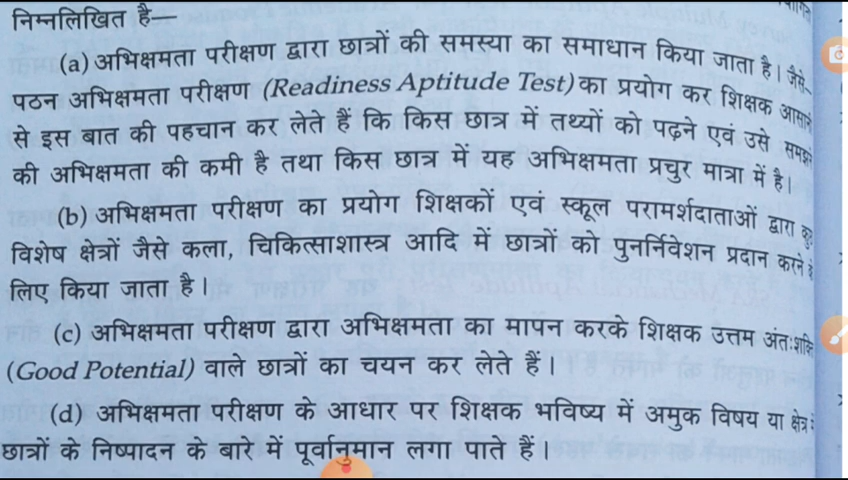 निम्नलिखित है—
(a) अभिक्षमता परीक्षण द्वारा छात्रों की समस्या का समाधान किया जाता है। जैसे—
पठन अभिक्षमता परीक्षण (Readiness Aptitude Test) का प्रयोग कर शिक्षक
से इस बात की पहचान कर लेते हैं कि किस छात्र में तथ्यों को पढ़ने एवं उसे
की अभिक्षमता की कमी है तथा किस छात्र में यह अभिक्षमता प्रचुर मात्रा में है।
(b) अभिक्षमता परीक्षण का प्रयोग शिक्षकों एवं स्कूल परामर्शदाताओं द्वारा
विशेष क्षेत्रों जैसे कला, चिकित्साशास्त्र आदि में छात्रों को पुनर्निवेशन प्रदान करने
लिए किया जाता है।
(c) अभिक्षमता परीक्षण द्वारा अभिक्षमता का मापन करके शिक्षक उत्तम
(Good Potential) वाले छात्रों का चयन कर लेते हैं।
(d) अभिक्षमता परीक्षण के आधार पर शिक्षक भविष्य में अमुक विषय या क्षेत्र
छात्रों के निष्पादन के बारे में पूर्वानुमान लगा पाते हैं।